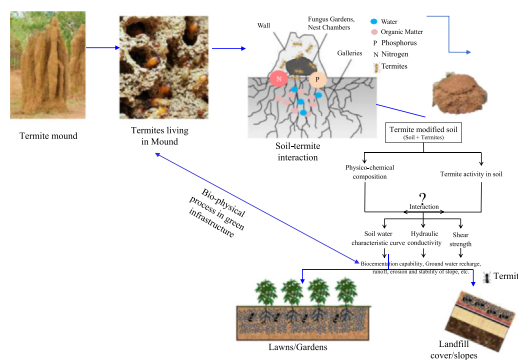 Wall
Fungus Gardens,
Nest Chambers
Galleries
Water
Organic Matter
P Phosphorus
N Nitrogen
Termites
N
P
Termite mound
Termites living
in Mound
Soil-termite
interaction
Termite modified soil
(Soil + Termites)
Physico-chemical
composition
Termite activity in soil
?
Interaction
Soil water
characteristic curve
Hydraulic
conductivity
Shear
strength
Biocementation capability, Ground water recharge,
runoff, erosion and stability of slope, etc.
Bio-physical
process in green
infrastructure
Termit
Lawns/Gardens
Landfill
cover/slopes